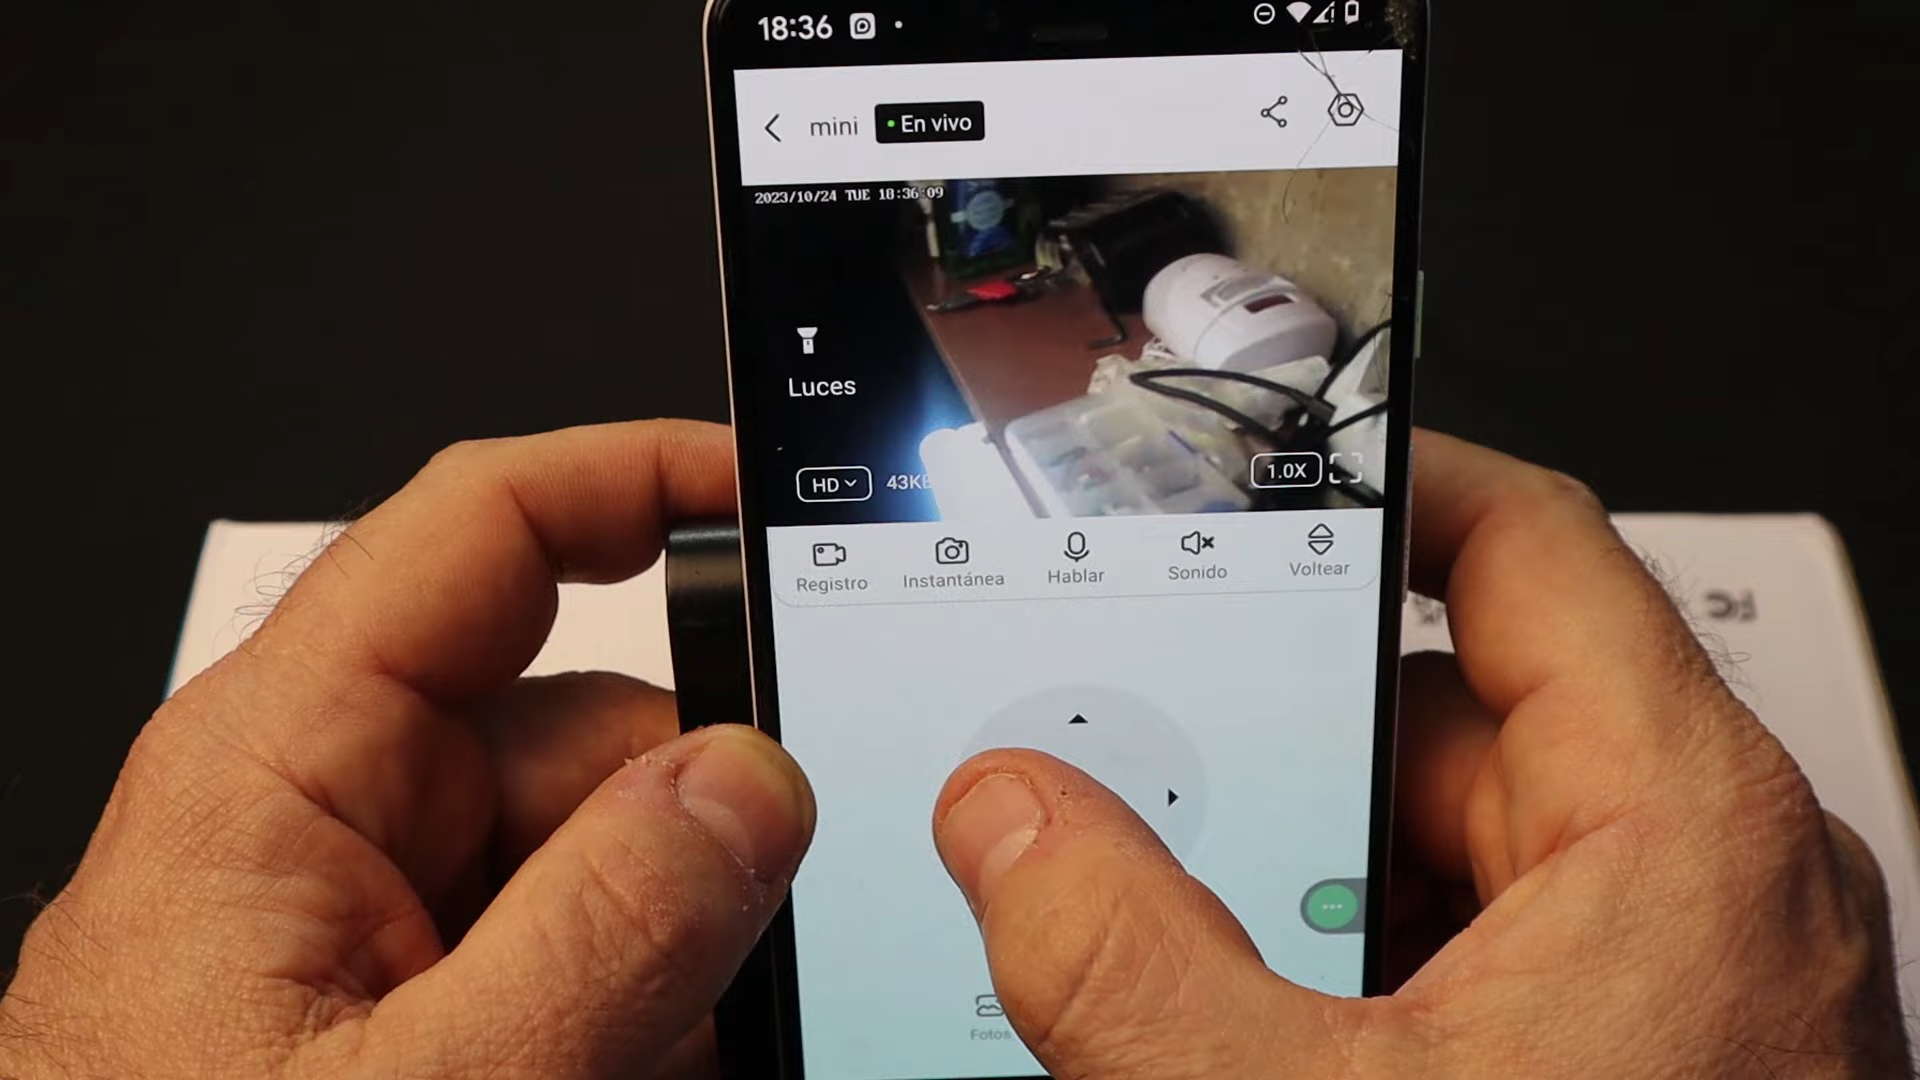 18:36
mini
En vivo
2023/10/24 TUE 18:36:09
Luces
HD 43K
1.0X
Registro Instantánea Hablar Sonido Voltear
Fotos